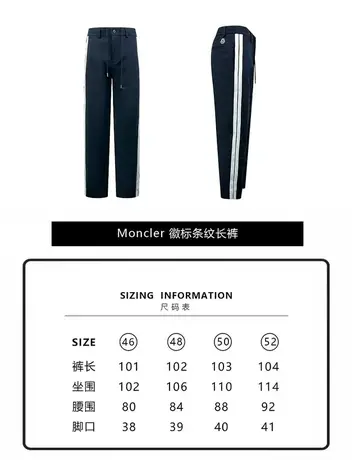 Moncler 徽标条纹长裤
SIZING INFORMATION
尺码表
SIZE 46 48 50 52
裤长 101 102 103 104
坐围 102 106 110 114
腰围 80 84 88 92
脚口 38 39 40 41